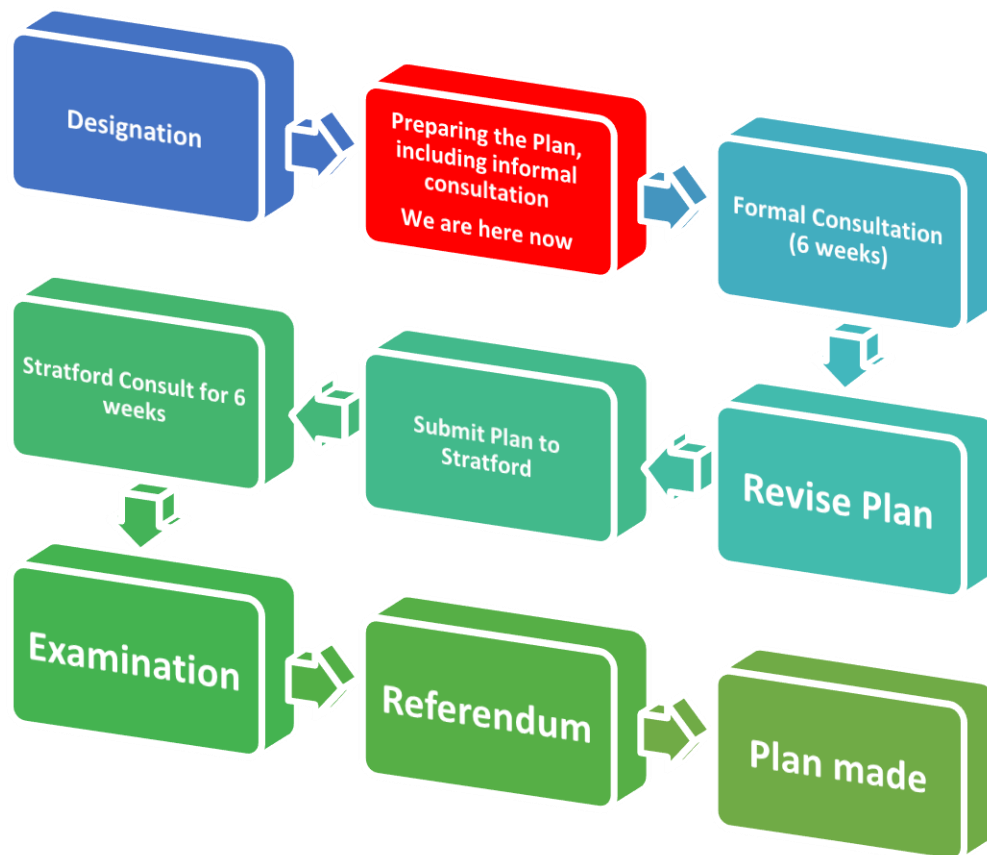 Designation
Preparing the Plan,
including informal
consultation
We are here now
Formal Consultation
(6 weeks)
Revise Plan
Submit Plan to
Stratford
Stratford Consult for 6
weeks
Examination
Referendum
Plan made